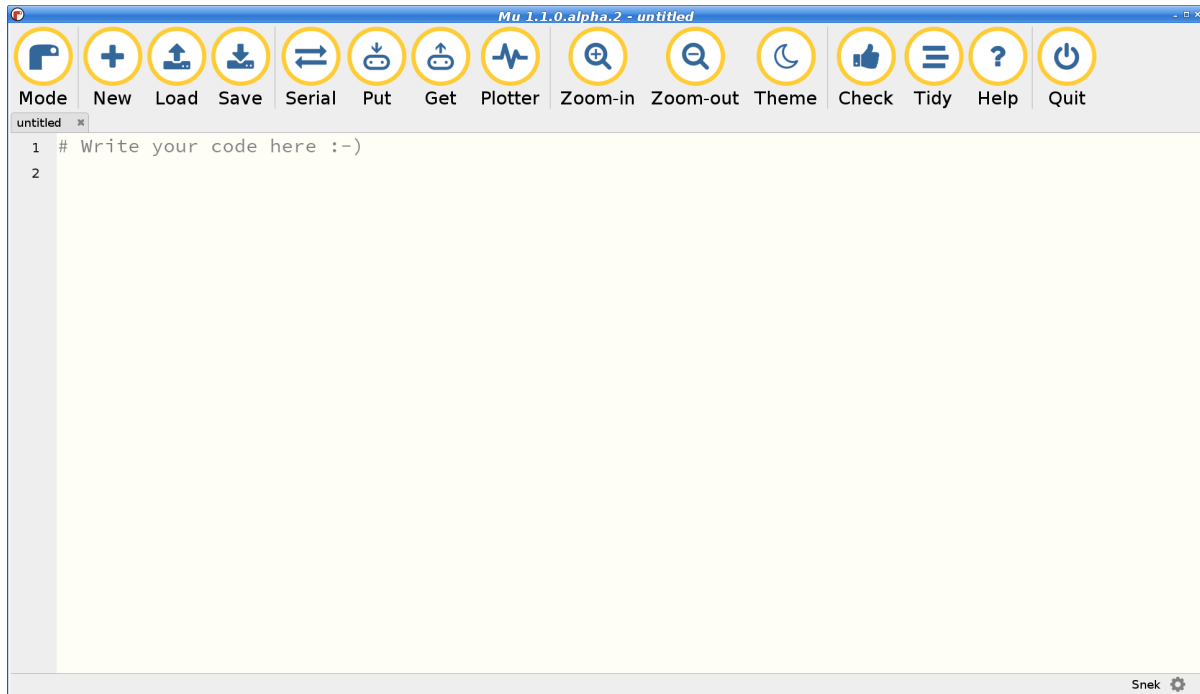 Mu 1.1.0.alpha.2 - untitled
Mode New Load Save Serial Put Get Plotter Zoom-in Zoom-out Theme Check Tidy Help Quit
untitled
1 # Write your code here :-)
2
Snek